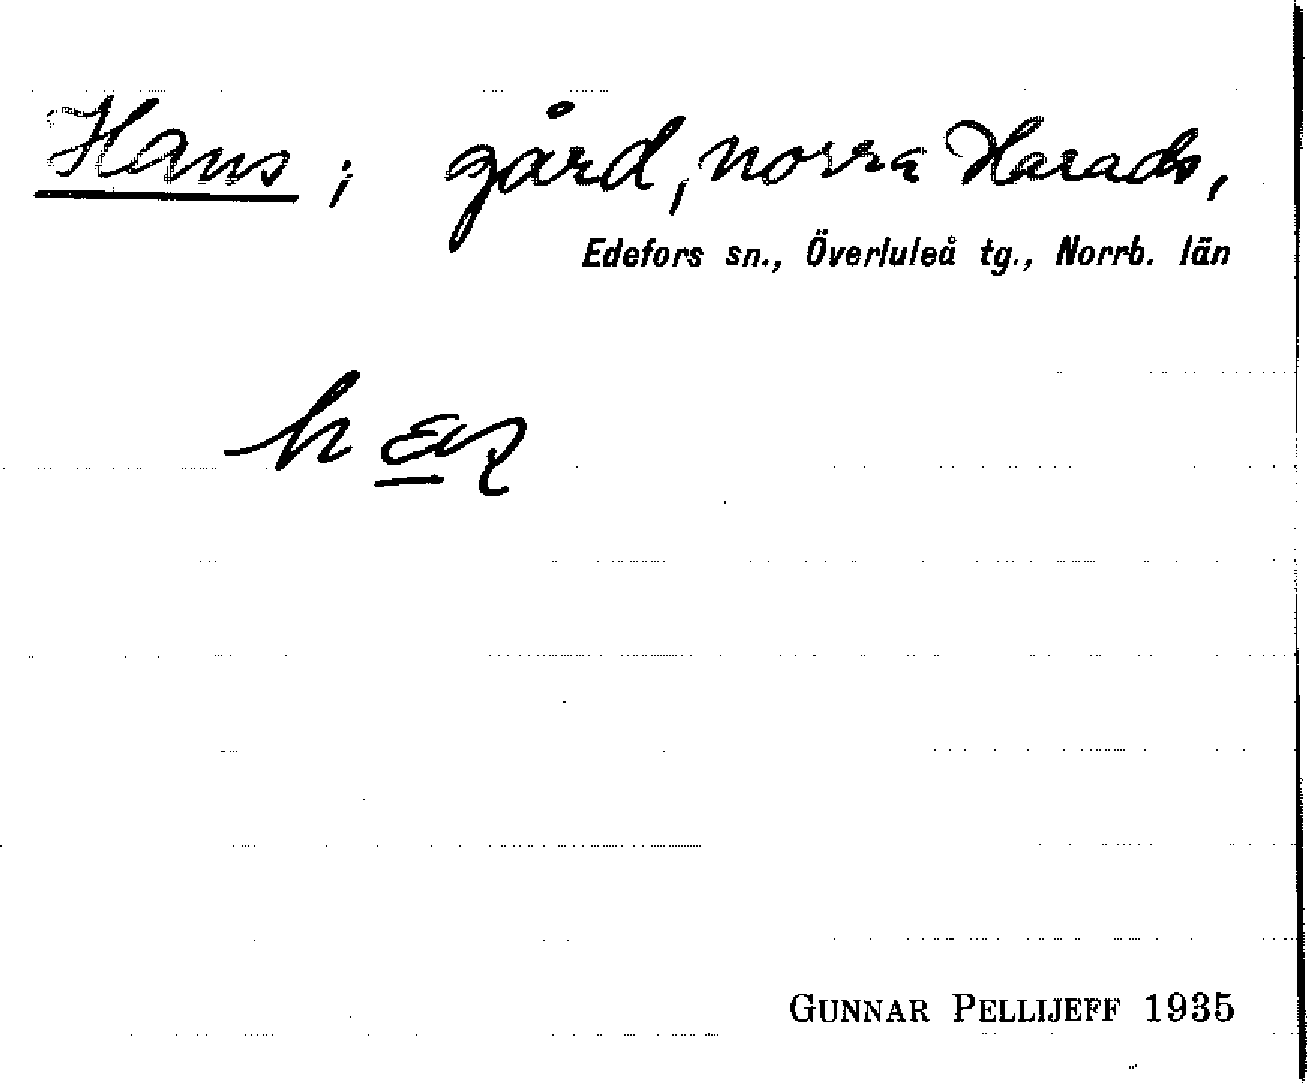 Hans; gård, norra Harads,
Edefors sn., Överluleå tg., Norrb. län
GUNNAR PELLIJEFF 1935